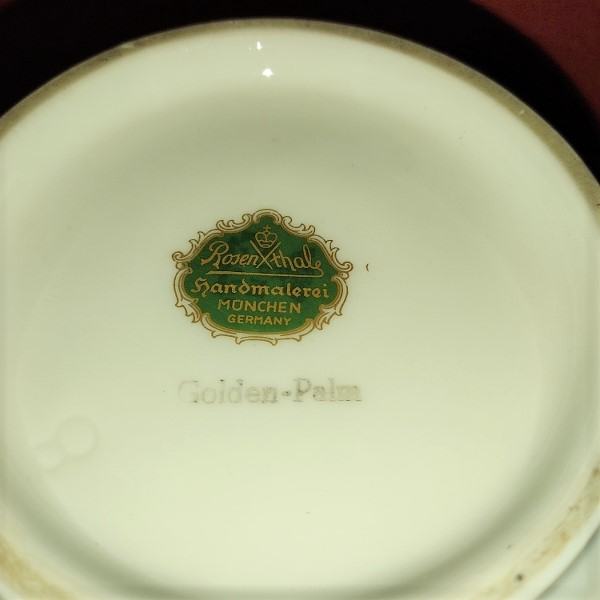 Rosenthal
Handmalerei
MÜNCHEN
GERMANY
Golden-Palm